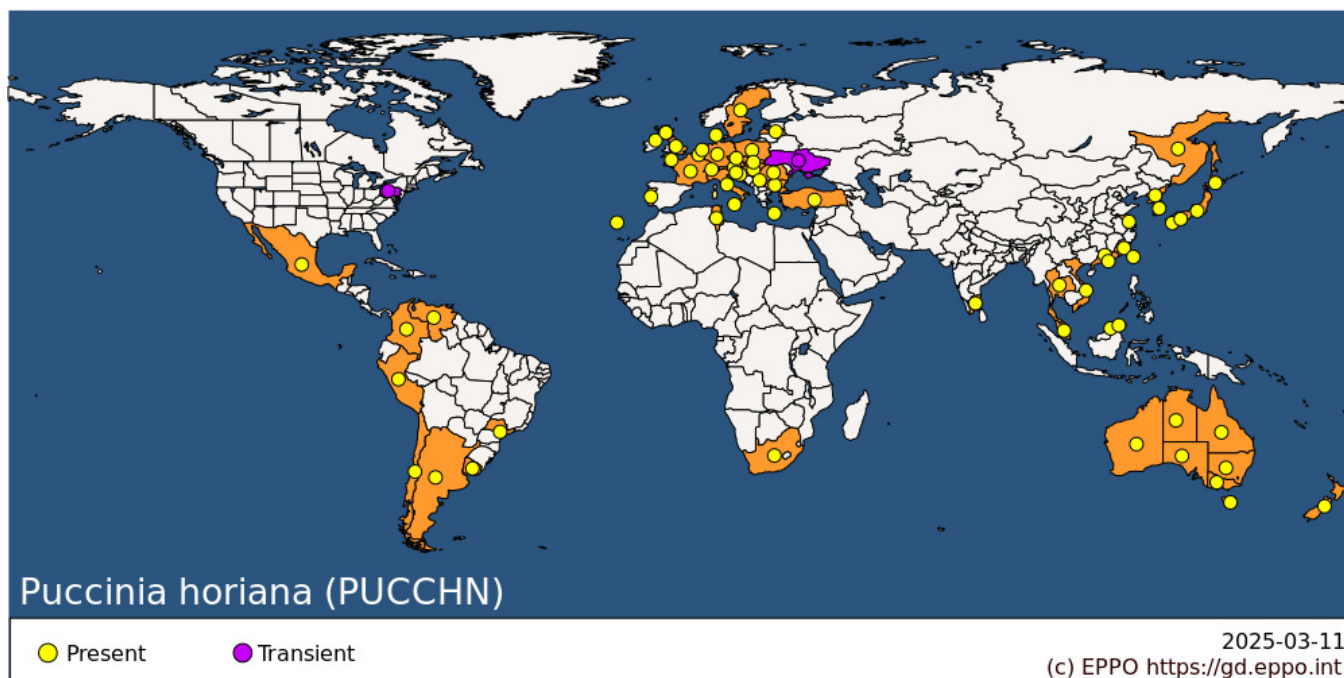 Puccinia horiana (PUCCHN)
Present
Transient
2025-03-11
(c) EPPO https://gd.eppo.int